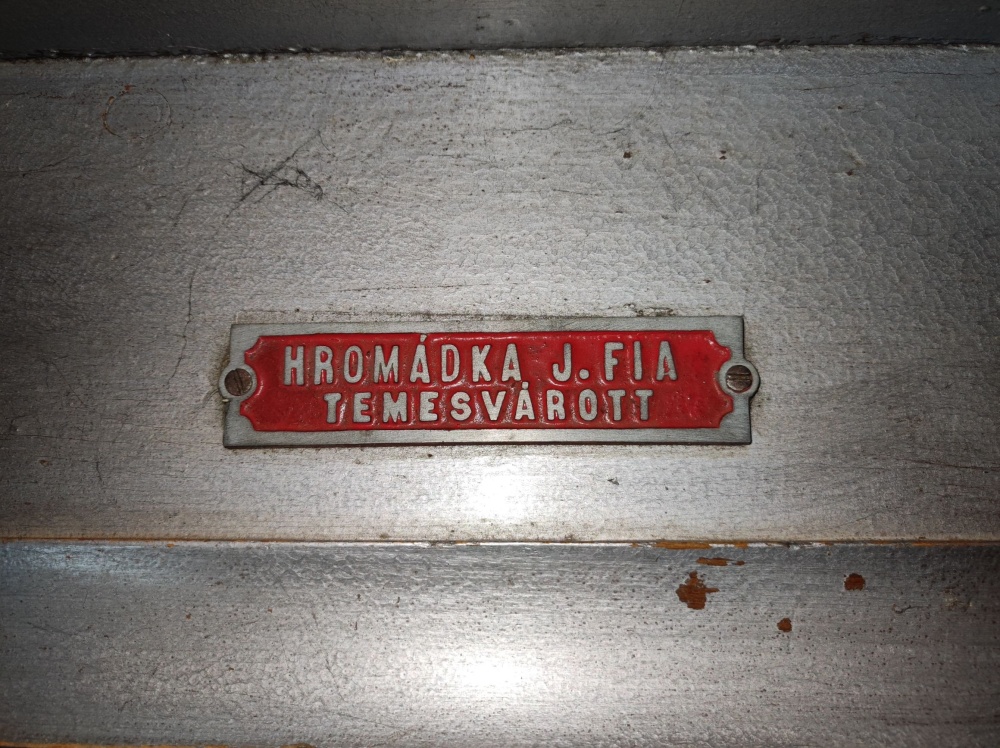 HROMÁDKA J. FIA
TEMESVÁROTT